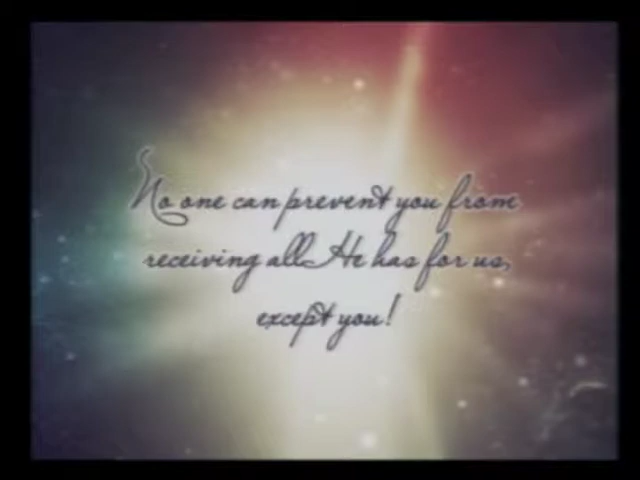 No one can prevent you from
receiving all He has for us,
except you!